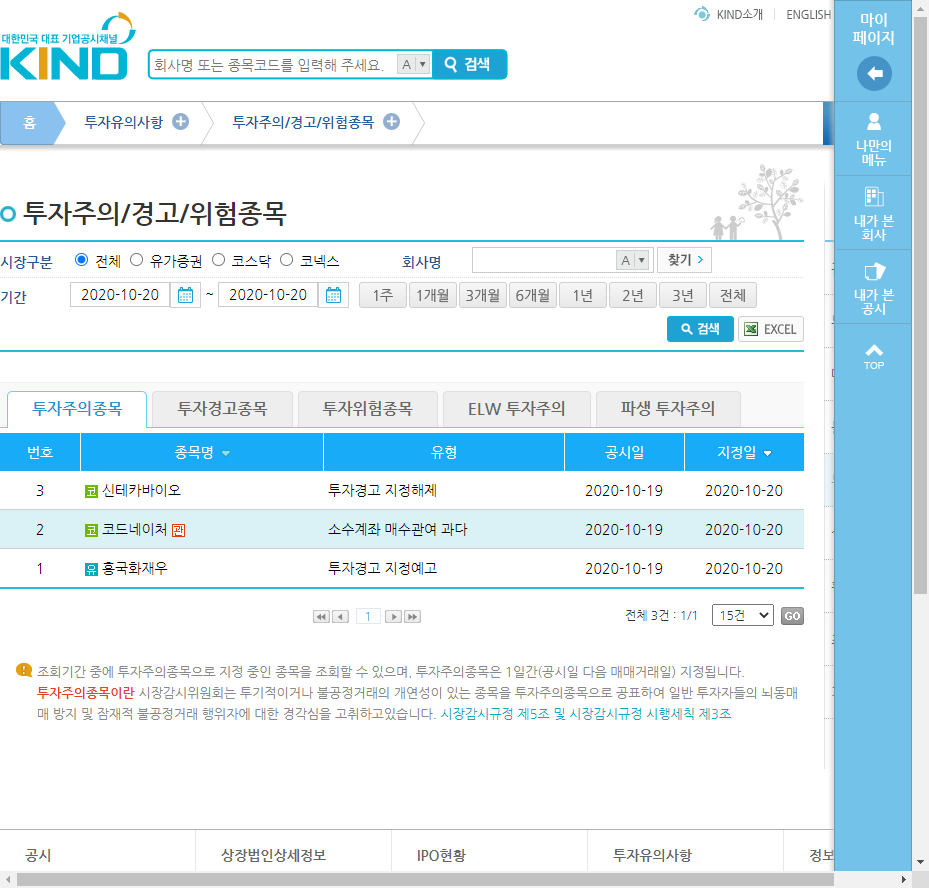 KIND소개
ENGLISH
대한민국 대표 기업공시채널
KIND
회사명 또는 종목코드를 입력해 주세요.
A
검색
홈
투자유의사항
투자주의/경고/위험종목
마이
페이지
나만의
메뉴
내가 본
회사
내가 본
공시
TOP
투자주의/경고/위험종목
시장구분 전체 유가증권 코스닥 코넥스 회사명 A 찾기
기간 2020-10-20 ~ 2020-10-20 1주 1개월 3개월 6개월 1년 2년 3년 전체
검색 EXCEL
투자주의종목 투자경고종목 투자위험종목 ELW 투자주의 파생 투자주의
번호 종목명 유형 공시일 지정일
3 코 신테카바이오 투자경고 지정해제 2020-10-19 2020-10-20
2 코 코드네이처 관 소수계좌 매수관여 과다 2020-10-19 2020-10-20
1 유 흥국화재우 투자경고 지정예고 2020-10-19 2020-10-20
1 전체 3건 : 1/1 15건 GO
조회기간 중에 투자주의종목으로 지정 중인 종목을 조회할 수 있으며, 투자주의종목은 1일간(공시일 다음 매매거래일) 지정됩니다.
투자주의종목이란 시장감시위원회는 투기적이거나 불공정거래의 개연성이 있는 종목을 투자주의종목으로 공표하여 일반 투자자들의 뇌동매
매 방지 및 잠재적 불공정거래 행위자에 대한 경각심을 고취하고있습니다. 시장감시규정 제5조 및 시장감시규정 시행세칙 제3조
공시 상장법인상세정보 IPO현황 투자유의사항 정보